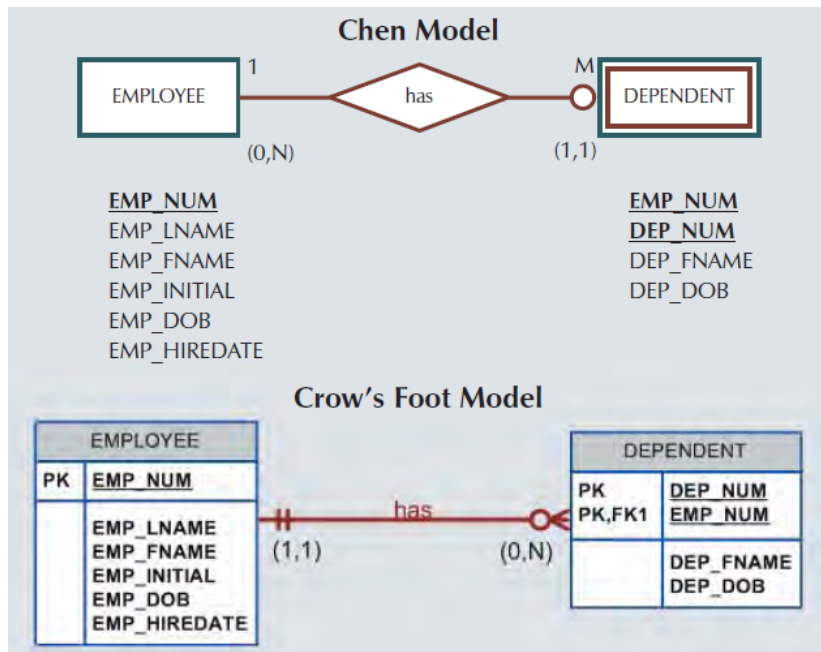 Chen Model
1
M
EMPLOYEE
has
DEPENDENT
(0,N)
(1,1)
EMP_NUM
EMP_LNAME
EMP_FNAME
EMP_INITIAL
EMP_DOB
EMP_HIREDATE
EMP_NUM
DEP_NUM
DEP_FNAME
DEP_DOB
Crow's Foot Model
EMPLOYEE
PK EMP_NUM
EMP_LNAME
EMP_FNAME
EMP_INITIAL
EMP_DOB
EMP_HIREDATE
has
(1,1)
(0,N)
DEPENDENT
PK DEP_NUM
PK,FK1 EMP_NUM
DEP_FNAME
DEP_DOB